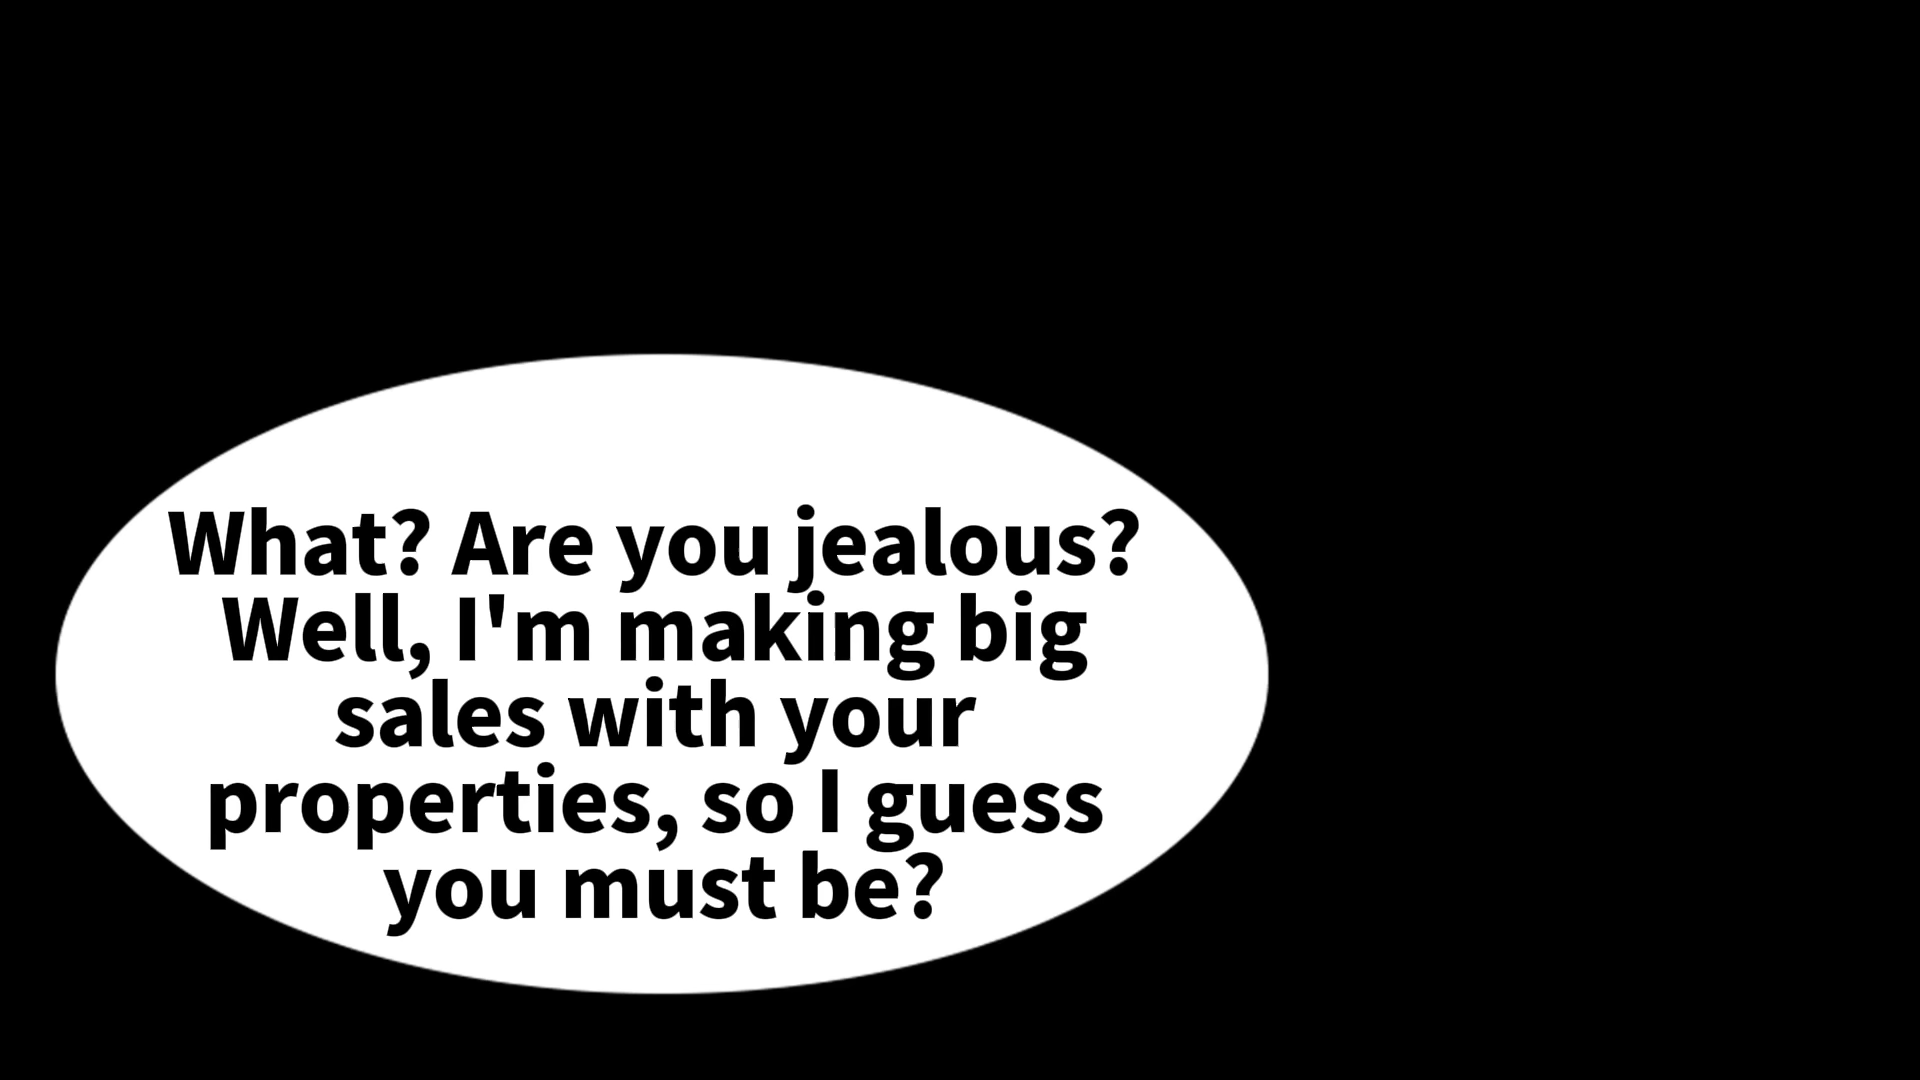 What? Are you jealous?
Well, I'm making big
sales with your
properties, so I guess
you must be?